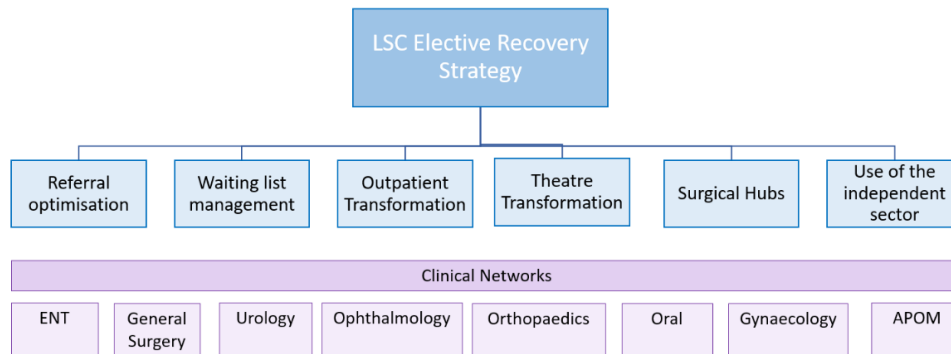 LSC Elective Recovery
Strategy
Referral
optimisation
Waiting list
management
Outpatient
Transformation
Theatre
Transformation
Surgical Hubs
Use of the
independent
sector
Clinical Networks
ENT
General
Surgery
Urology
Ophthalmology
Orthopaedics
Oral
Gynaecology
APOM